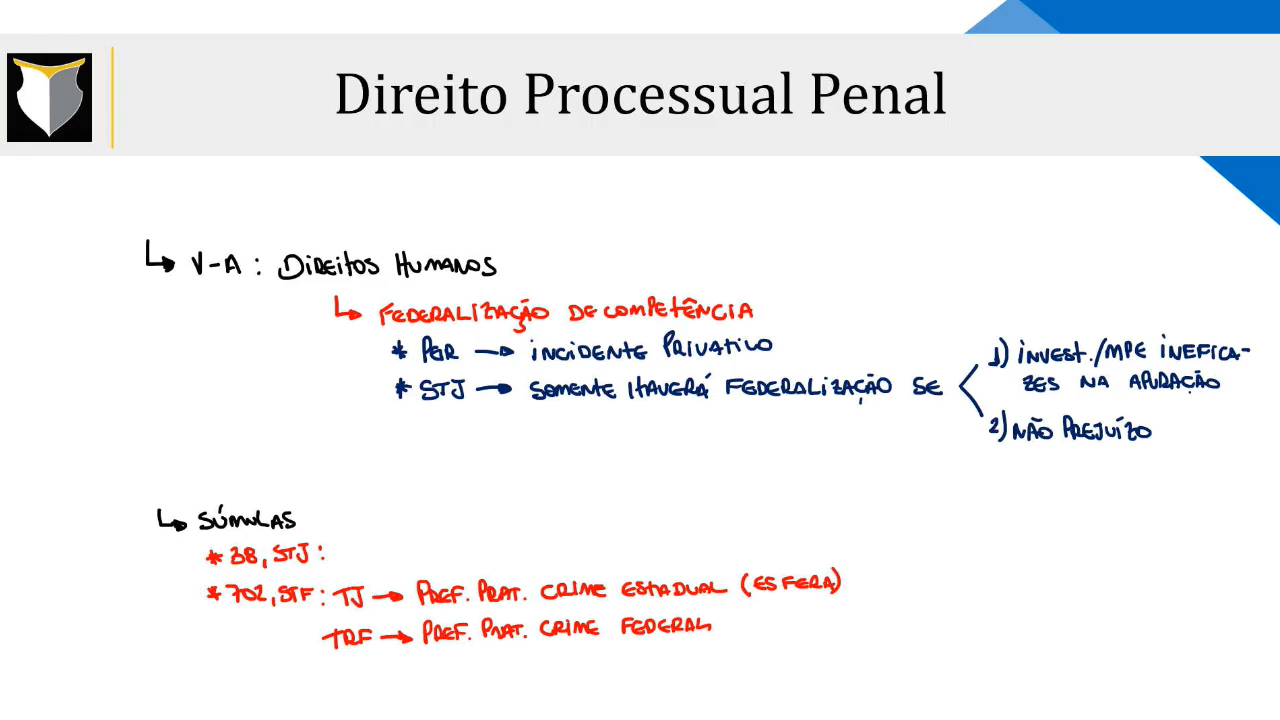 Direito Processual Penal
↳ V-A : DIREITOS HUMANOS
↳ FEDERALIZAÇÃO DE COMPETÊNCIA
* PGR → INCIDENTE PRIVATIVO
* STJ → SOMENTE HAVERÁ FEDERALIZAÇÃO SE
1) INVEST./MPE INEFICA-
ZES NA APURAÇÃO
2) NÃO PREJUÍZO
↳ SÚMULAS
* 38, STJ :
* 702, STF : TJ → PREF. PRAT. CRIME ESTADUAL (ESFERA)
TRF → PREF. PRAT. CRIME FEDERAL